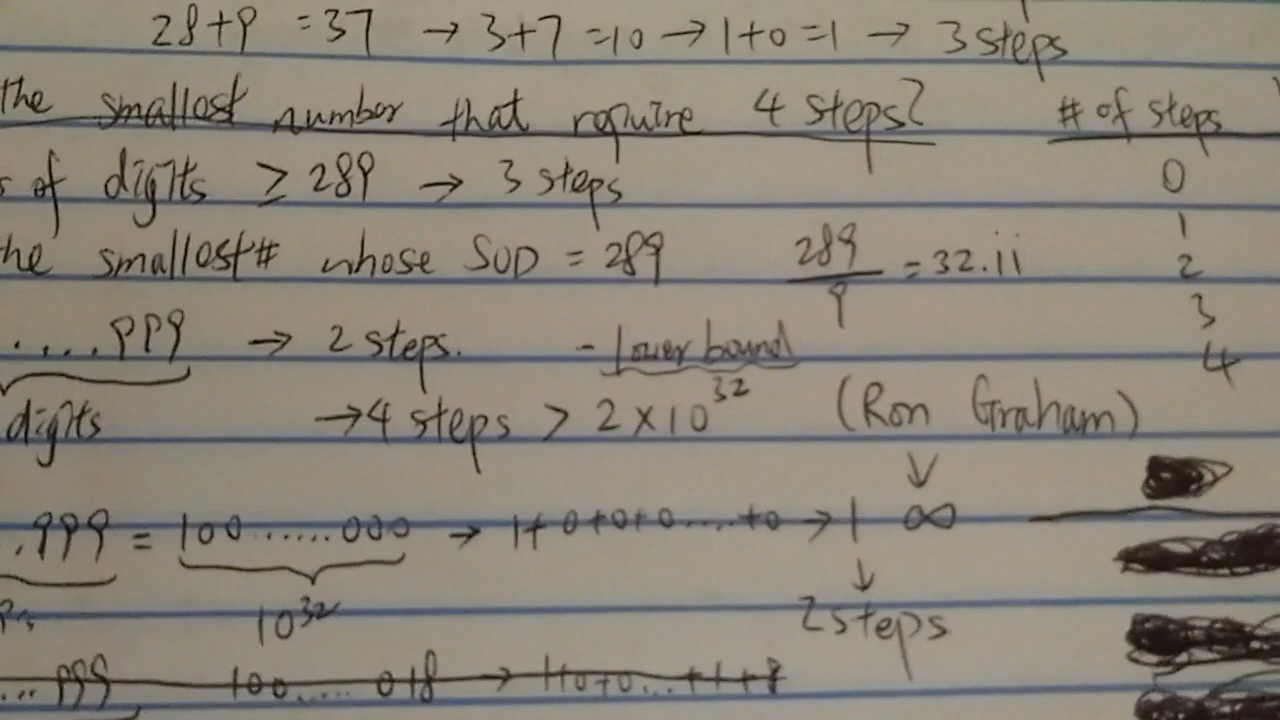 28+9 =37 → 3+7=10 → 1+0=1 → 3 steps
the smallost number that require 4 steps? # of steps
s of digits ≥ 289 → 3 steps 0
the smallost# whose SOD = 289 289/9 =32.11 1
2
.....999 → 2 steps. - lower bound 3
digits → 4 steps > 2×10^32 (Ron Graham) 4
.999 = 100......000 → 1+0+0+0.....+0 → 1 ∞
9s 10^32 2 steps
... 999 100..... 018 → 1+0+0...+1+8